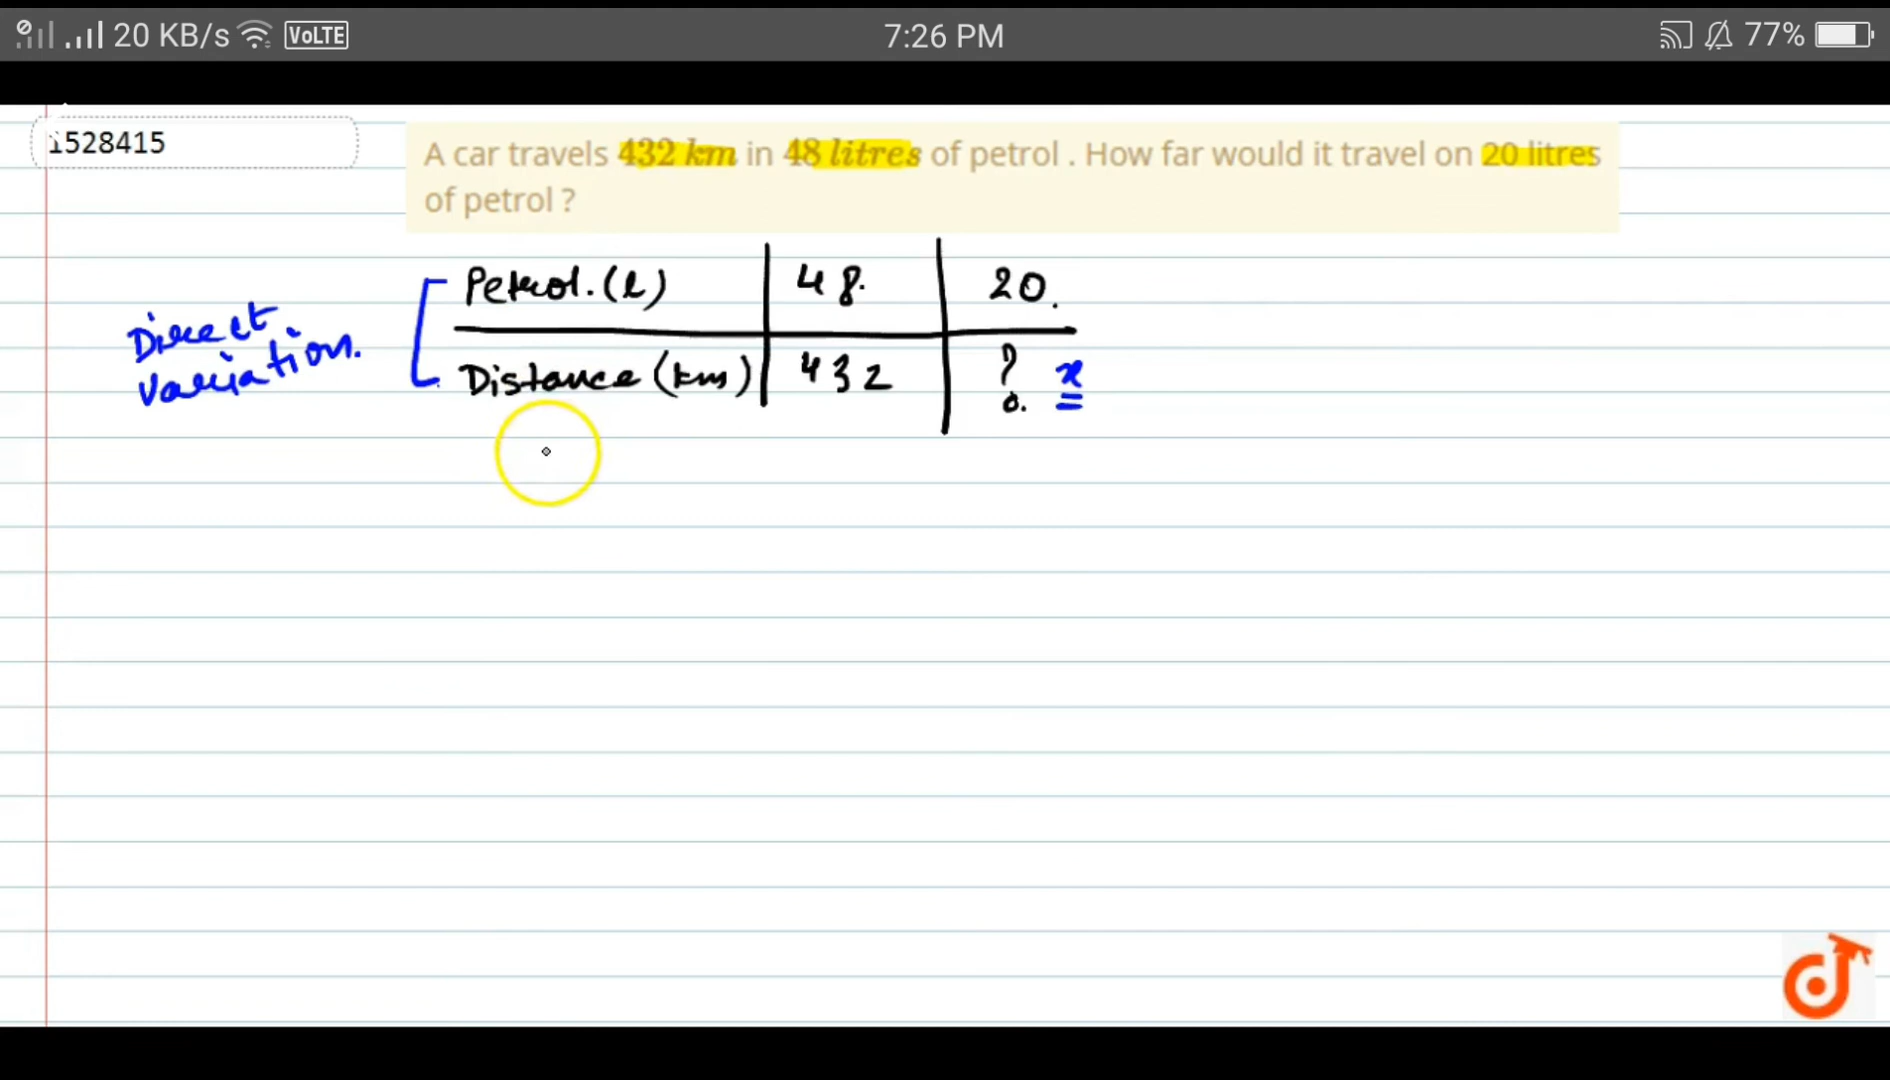 20 KB/s VoLTE 7:26 PM 77%
1528415
A car travels 432 km in 48 litres of petrol . How far would it travel on 20 litres
of petrol ?
Petrol.(l) 48. 20.
Direct
Variation.
Distance (km) 432 ? x